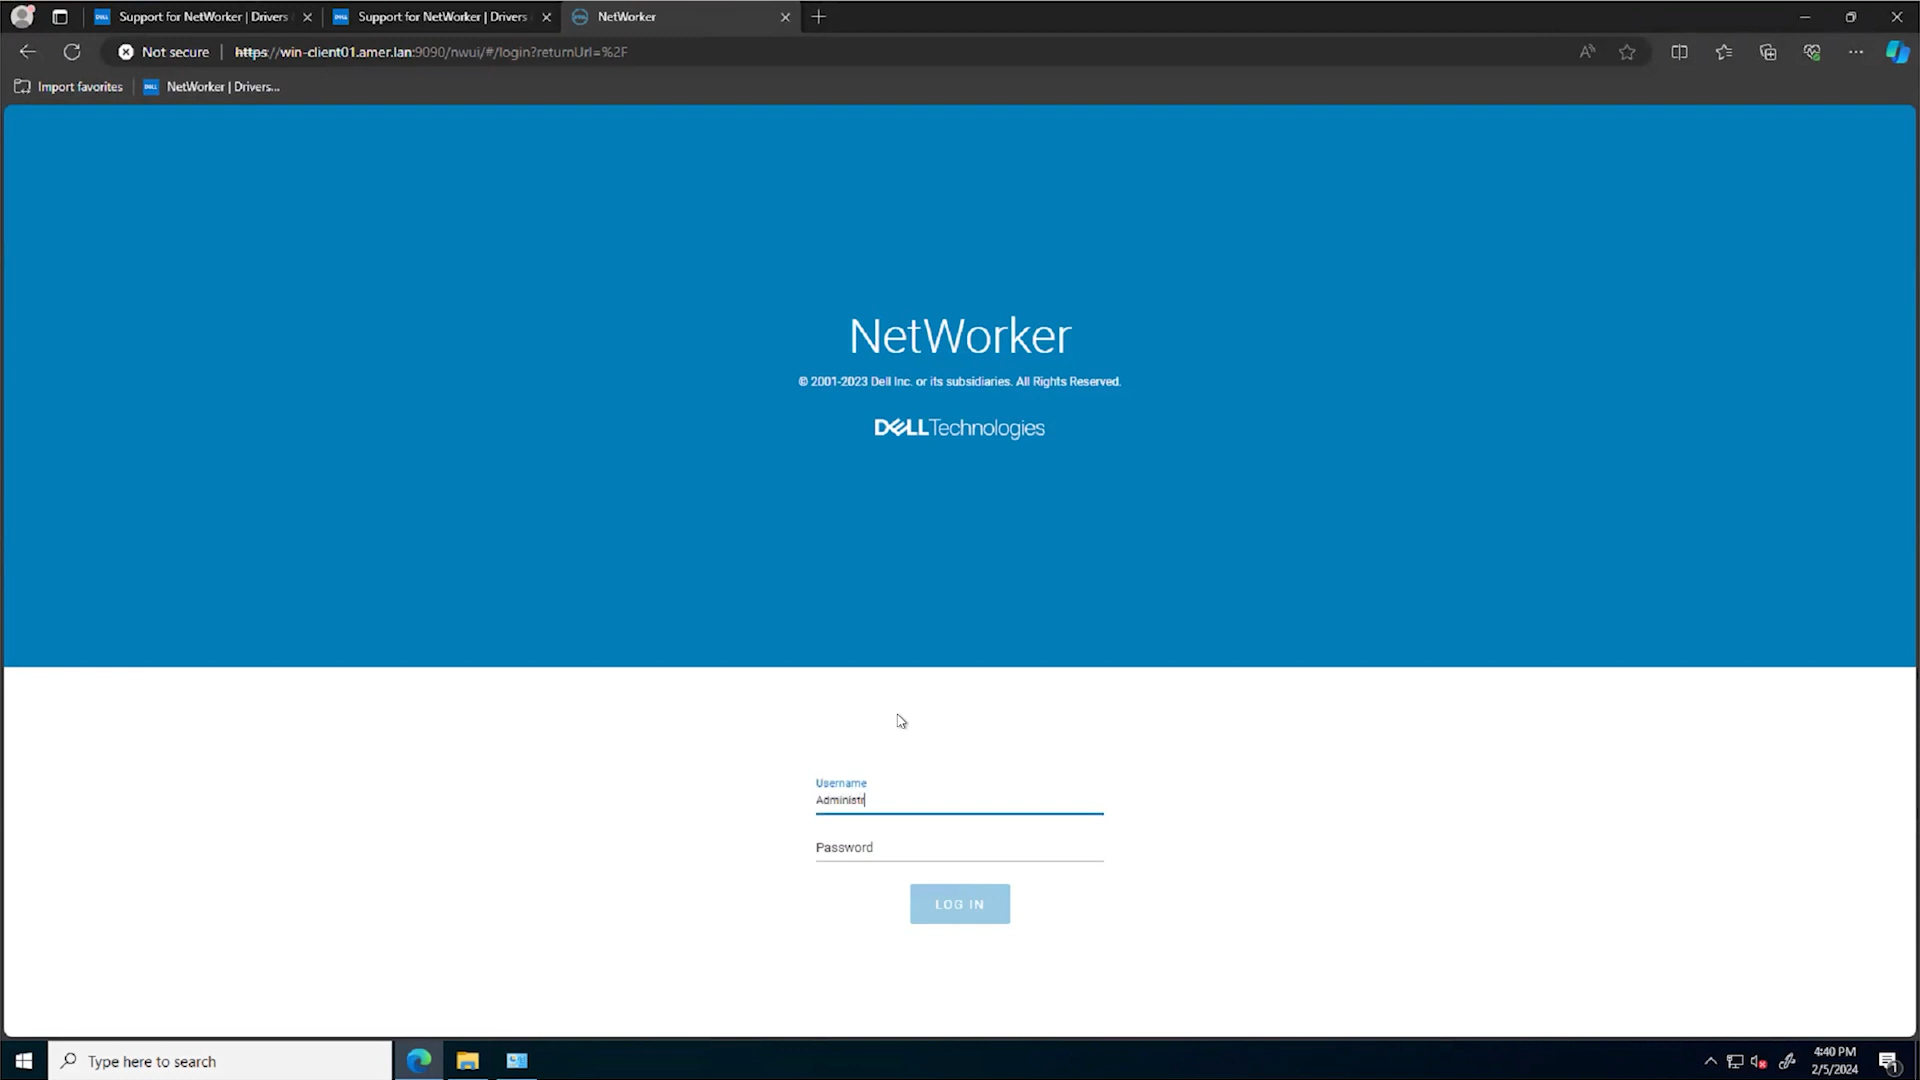 Support for NetWorker | Drivers
Support for NetWorker | Drivers
NetWorker
Not secure
https://win-client01.amer.lan:9090/nwui/#/login?returnUrl=%2F
Import favorites
DELL
NetWorker | Drivers...
NetWorker
© 2001-2023 Dell Inc. or its subsidiaries. All Rights Reserved.
DELLTechnologies
Username
Administr
Password
LOG IN
Type here to search
4:40 PM
2/5/2024
1